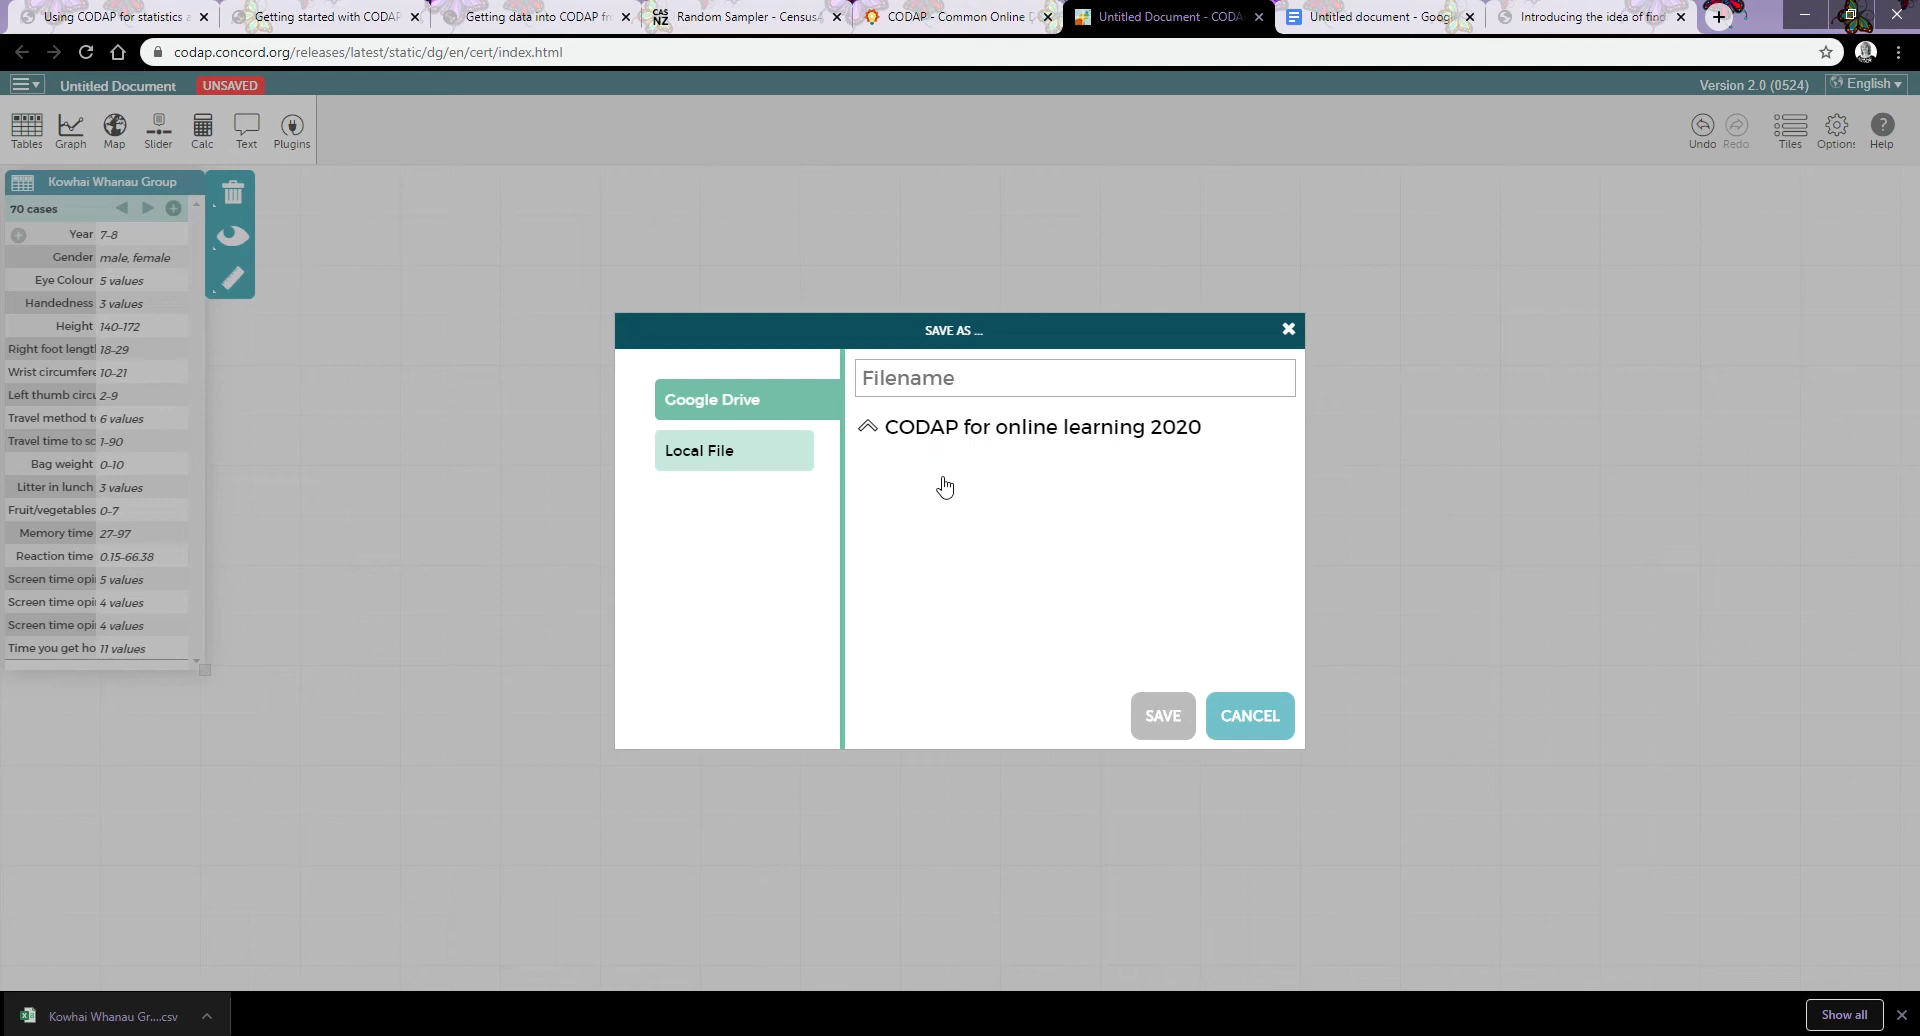 Using CODAP for statistics a
Getting started with CODAP
Getting data into CODAP fr
CAS
NZ
Random Sampler - CensusA
CODAP - Common Online D
Untitled Document - CODA
Untitled document - Googl
Introducing the idea of find
codap.concord.org/releases/latest/static/dg/en/cert/index.html
Untitled Document
UNSAVED
Version 2.0 (0524)
English
Tables
Graph
Map
Slider
Calc
Text
Plugins
Undo
Redo
Tiles
Options
Help
Kowhai Whanau Group
70 cases
Year 7-8
Gender male, female
Eye Colour 5 values
Handedness 3 values
Height 140-172
Right foot lengtl 18-29
Wrist circumfere 10-21
Left thumb circu 2-9
Travel method t 6 values
Travel time to sc 1-90
Bag weight 0-10
Litter in lunch 3 values
Fruit/vegetables 0-7
Memory time 27-97
Reaction time 0.15-66.38
Screen time opi 5 values
Screen time opi 4 values
Screen time opi 4 values
Time you get ho 11 values
SAVE AS ...
Google Drive
Local File
Filename
CODAP for online learning 2020
SAVE
CANCEL
Kowhai Whanau Gr....csv
Show all